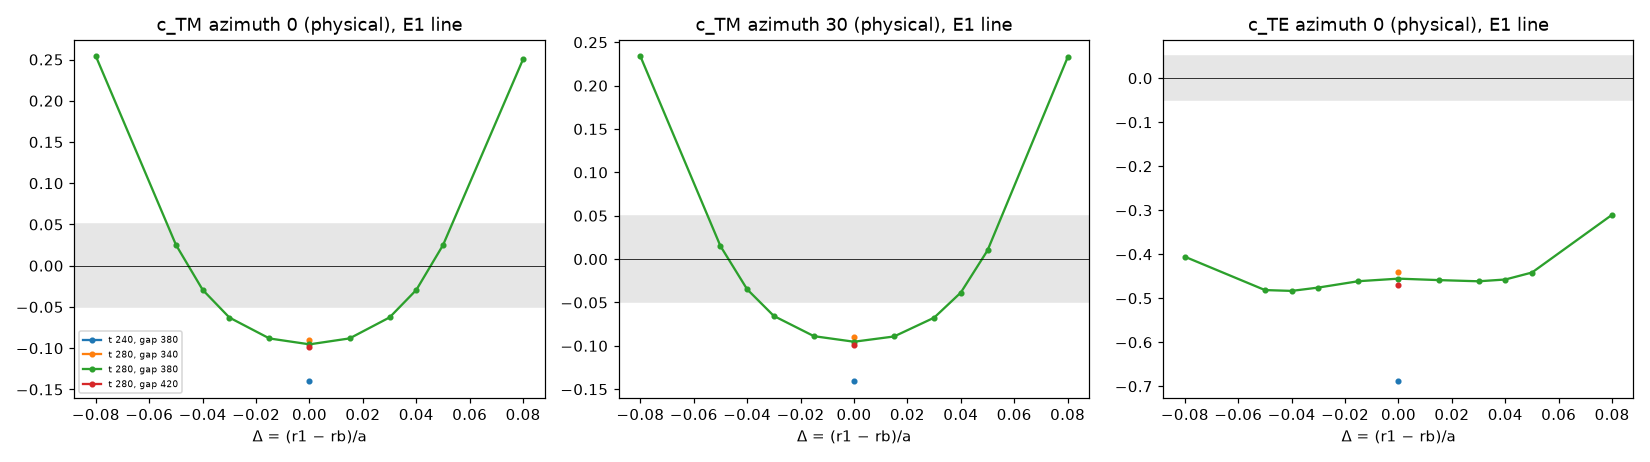 c_TM azimuth 0 (physical), E1 line
0.25
0.20
0.15
0.10
0.05
0.00
−0.05
−0.10
−0.15
t 240, gap 380
t 280, gap 340
t 280, gap 380
t 280, gap 420
−0.08 −0.06 −0.04 −0.02 0.00 0.02 0.04 0.06 0.08
Δ = (r1 − rb)/a
c_TM azimuth 30 (physical), E1 line
0.25
0.20
0.15
0.10
0.05
0.00
−0.05
−0.10
−0.15
−0.08 −0.06 −0.04 −0.02 0.00 0.02 0.04 0.06 0.08
Δ = (r1 − rb)/a
c_TE azimuth 0 (physical), E1 line
0.0
−0.1
−0.2
−0.3
−0.4
−0.5
−0.6
−0.7
−0.08 −0.06 −0.04 −0.02 0.00 0.02 0.04 0.06 0.08
Δ = (r1 − rb)/a